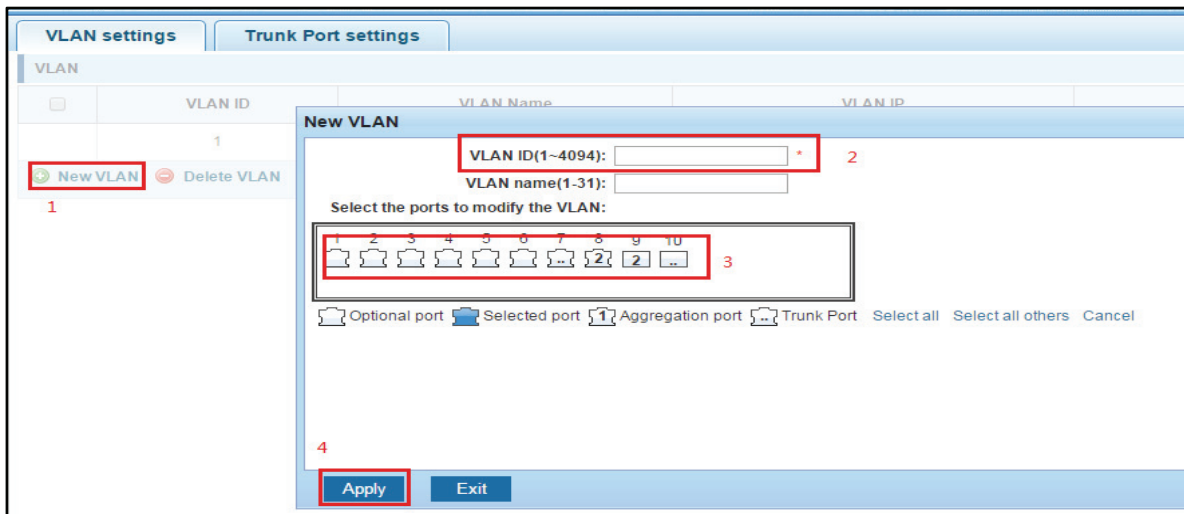 VLAN settings Trunk Port settings
VLAN
VLAN ID VLAN Name VLAN IP
New VLAN
1
VLAN ID(1~4094): * 2
New VLAN Delete VLAN
VLAN name(1-31):
1
Select the ports to modify the VLAN:
1 2 3 4 5 6 7 8 9 10
.. 2 2 .. 3
Optional port Selected port 1 Aggregation port .. Trunk Port Select all Select all others Cancel
4
Apply Exit